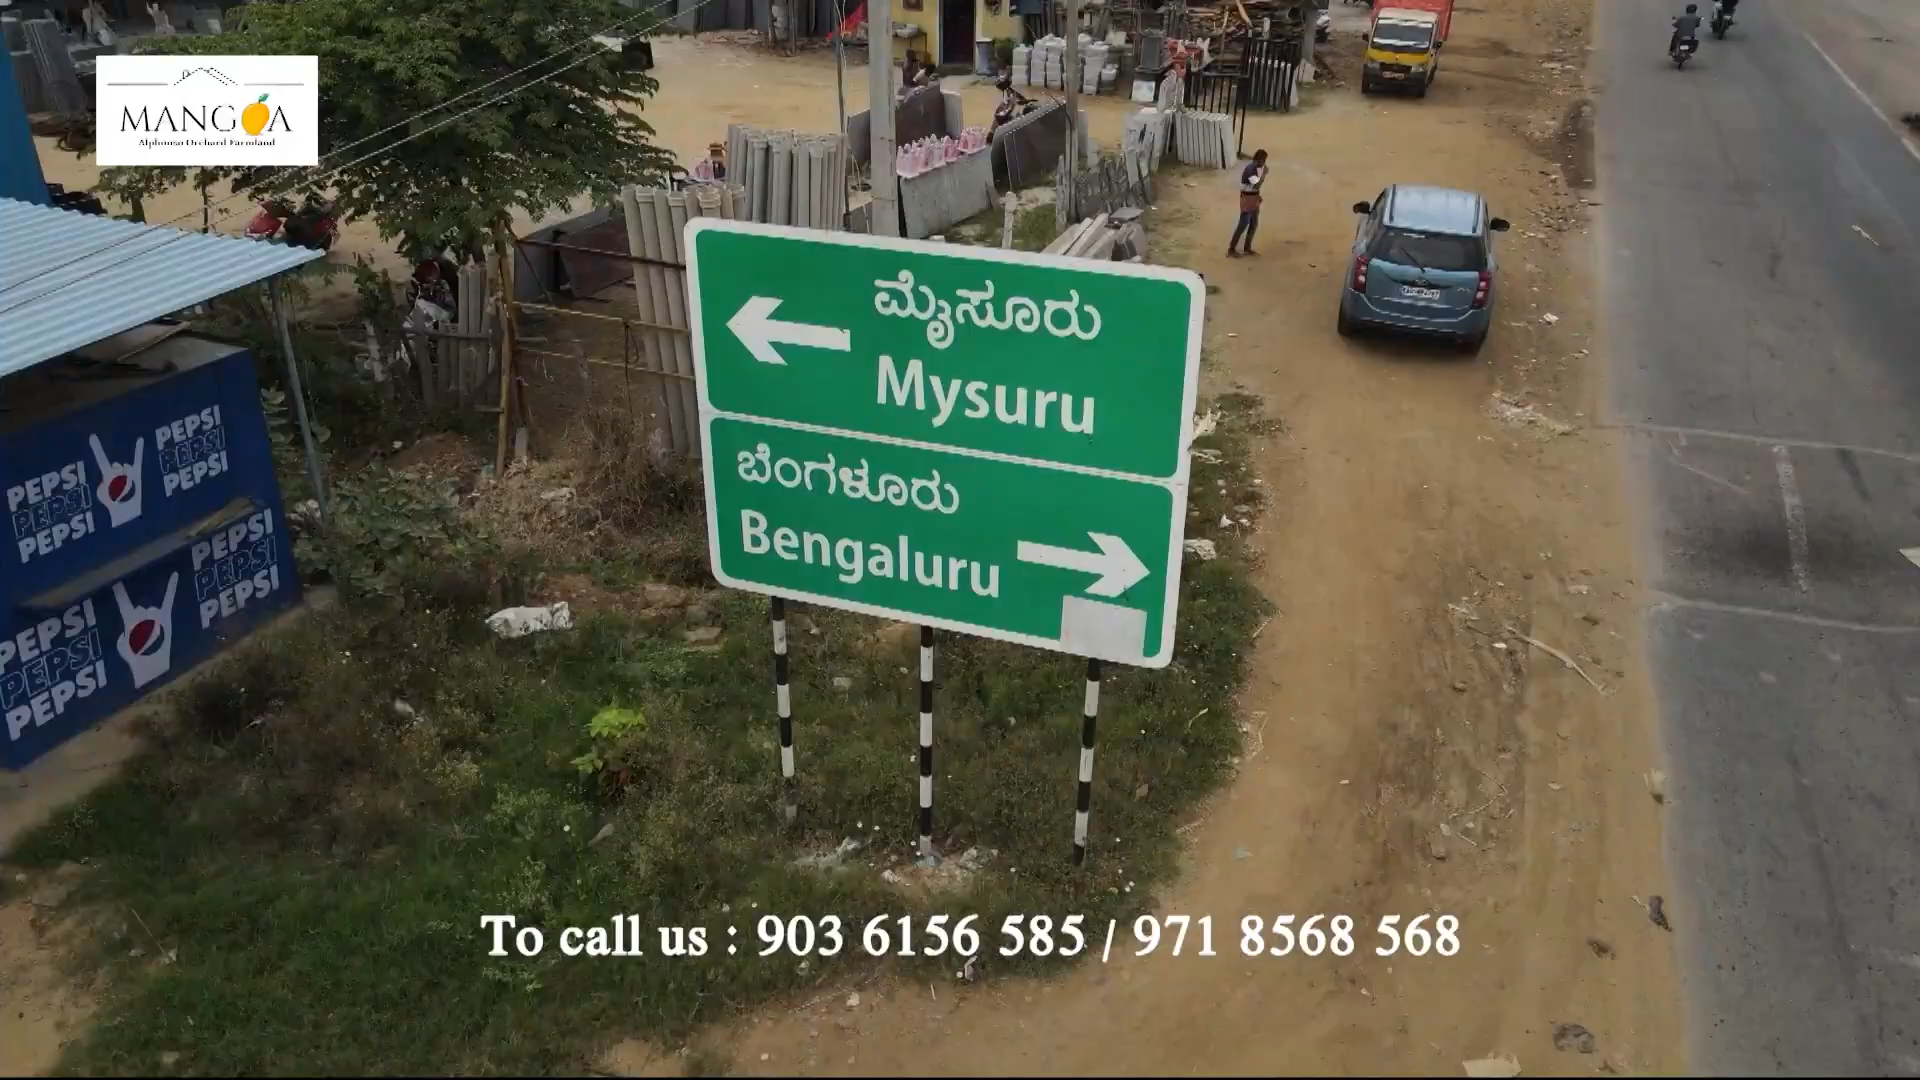 MANGOA
Alphonso Orchard Farmland
ಮೈಸೂರು
Mysuru
ಬೆಂಗಳೂರು
Bengaluru
PEPSI
PEPSI
PEPSI
PEPSI
PEPSI
PEPSI
PEPSI
PEPSI
PEPSI
PEPSI
PEPSI
PEPSI
To call us : 903 6156 585 / 971 8568 568